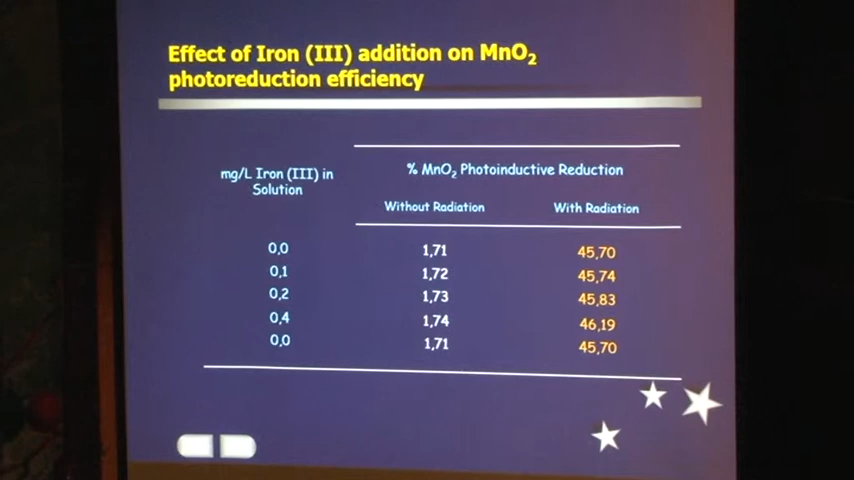 Effect of Iron (III) addition on MnO₂
photoreduction efficiency
mg/L Iron (III) in
Solution
% MnO₂ Photoinductive Reduction
Without Radiation With Radiation
0,0 1,71 45,70
0,1 1,72 45,74
0,2 1,73 45,83
0,4 1,74 46,19
0,0 1,71 45,70